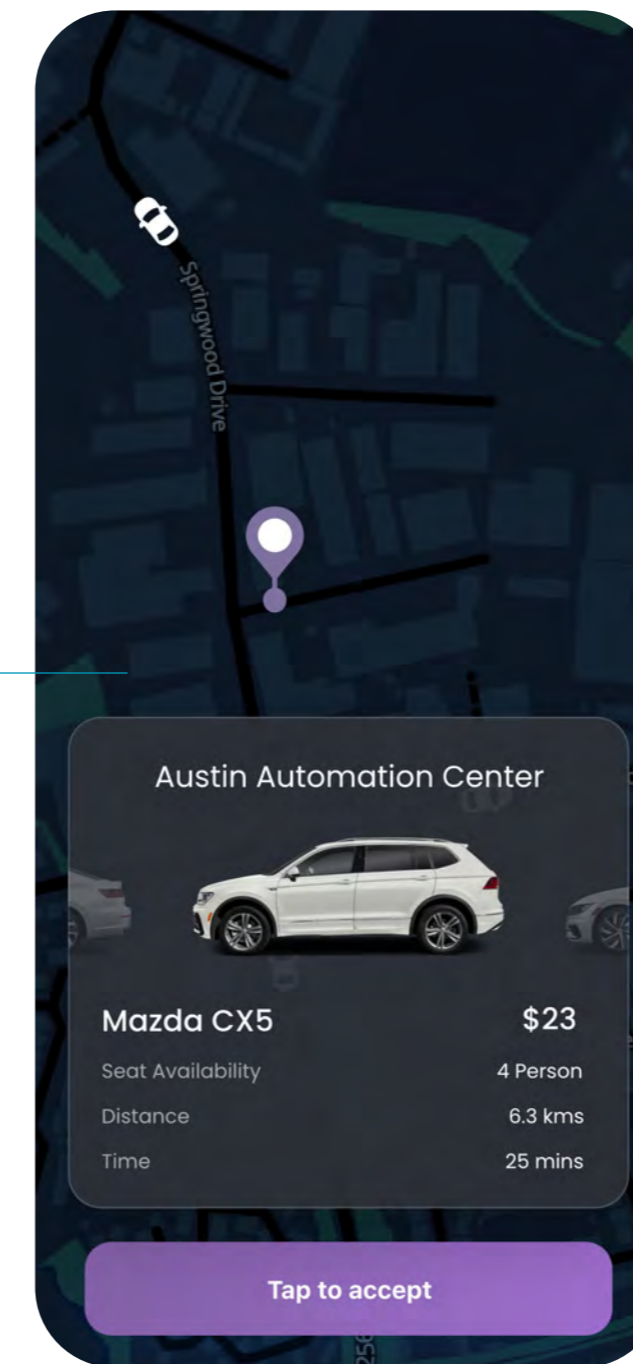 Springwood Drive
Austin Automation Center
Mazda CX5 $23
Seat Availability 4 Person
Distance 6.3 kms
Time 25 mins
Tap to accept
256